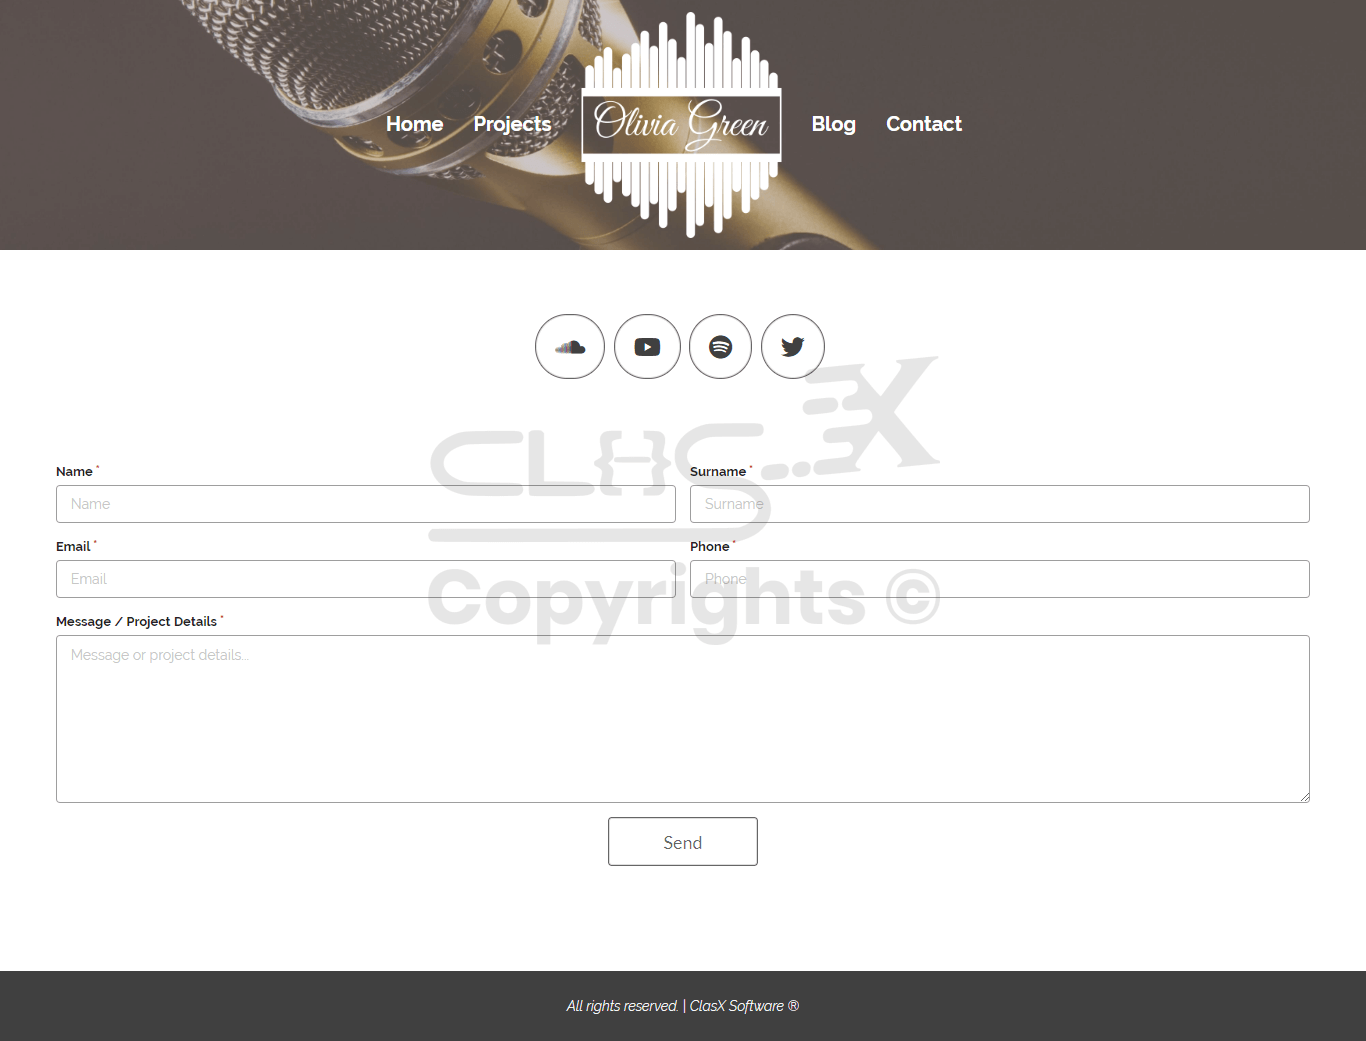 Home Projects Olivia Green Blog Contact
CLASX
Name * Surname *
Name Surname
Email * Phone *
Email Phone
Copyrights ©
Message / Project Details *
Message or project details...
Send
All rights reserved. | ClasX Software ®